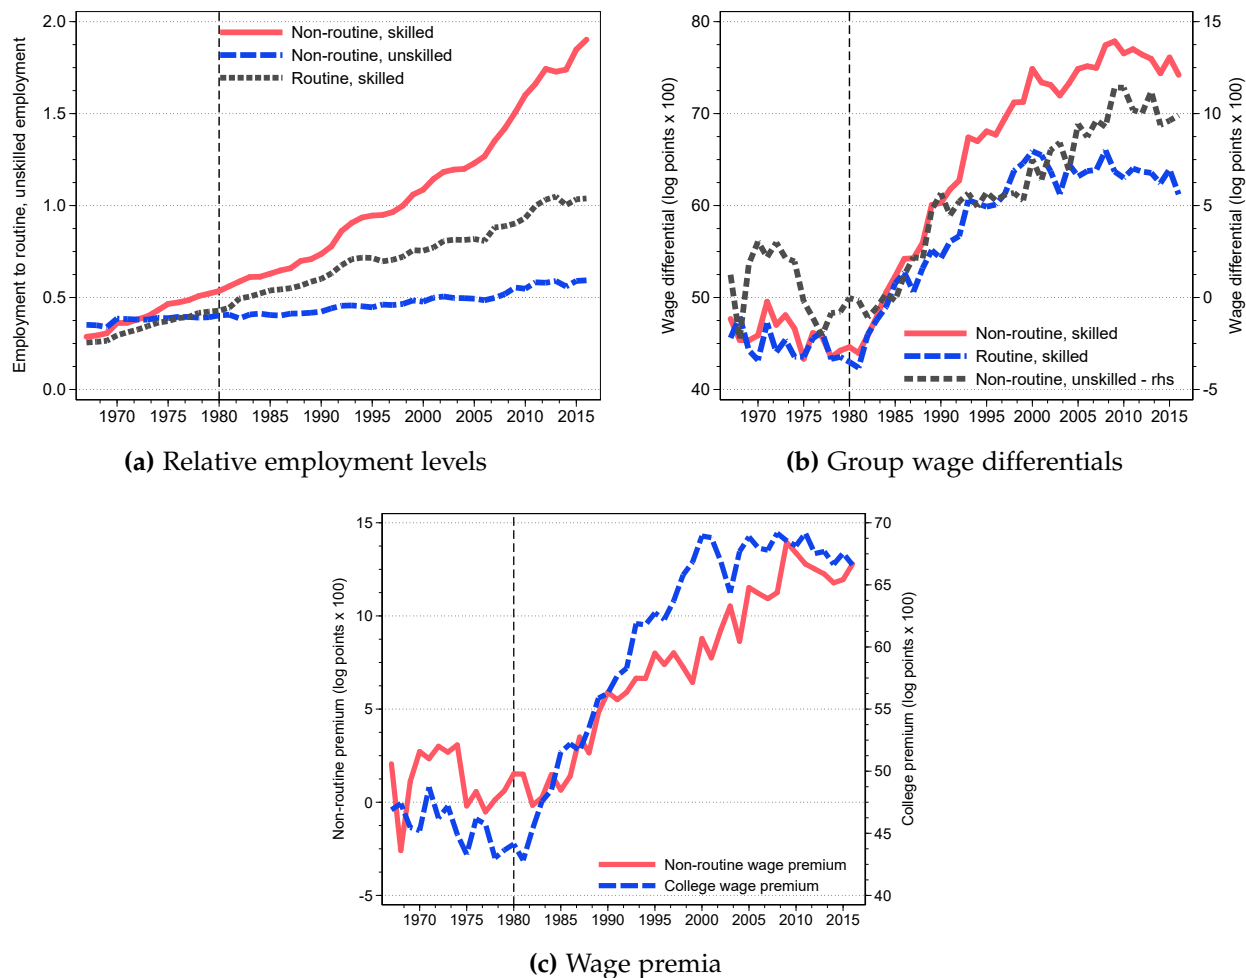 2.0
1.5
1.0
0.5
0.0
Employment to routine, unskilled employment
Non-routine, skilled
Non-routine, unskilled
Routine, skilled
1970 1975 1980 1985 1990 1995 2000 2005 2010 2015
(a) Relative employment levels
80
70
60
50
40
Wage differential (log points x 100)
15
10
5
0
-5
Wage differential (log points x 100)
Non-routine, skilled
Routine, skilled
Non-routine, unskilled - rhs
1970 1975 1980 1985 1990 1995 2000 2005 2010 2015
(b) Group wage differentials
15
10
5
0
-5
Non-routine premium (log points x 100)
70
65
60
55
50
45
40
College premium (log points x 100)
Non-routine wage premium
College wage premium
1970 1975 1980 1985 1990 1995 2000 2005 2010 2015
(c) Wage premia